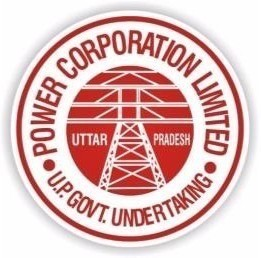 POWER CORPORATION LIMITED
UTTAR PRADESH
U.P. GOVT. UNDERTAKING